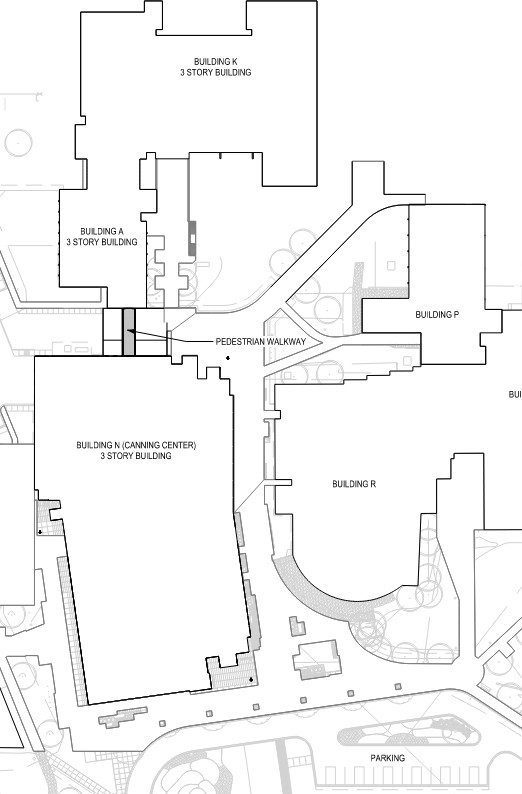 BUILDING K
3 STORY BUILDING
BUILDING A
3 STORY BUILDING
BUILDING P
PEDESTRIAN WALKWAY
BUI
BUILDING N (CANNING CENTER)
3 STORY BUILDING
BUILDING R
PARKING